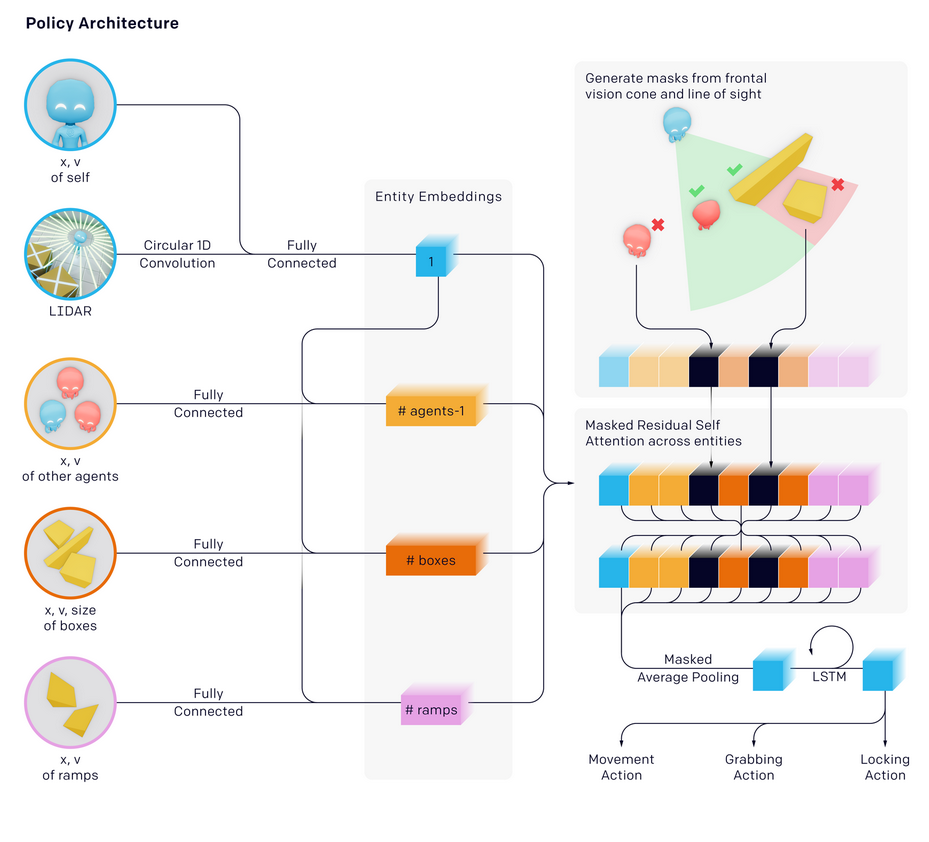 Policy Architecture
x, v
of self
LIDAR
Circular 1D
Convolution
Fully
Connected
Entity Embeddings
1
x, v
of other agents
Fully
Connected
# agents-1
x, v, size
of boxes
Fully
Connected
# boxes
x, v
of ramps
Fully
Connected
# ramps
Generate masks from frontal
vision cone and line of sight
Masked Residual Self
Attention across entities
Masked
Average Pooling
LSTM
Movement
Action
Grabbing
Action
Locking
Action